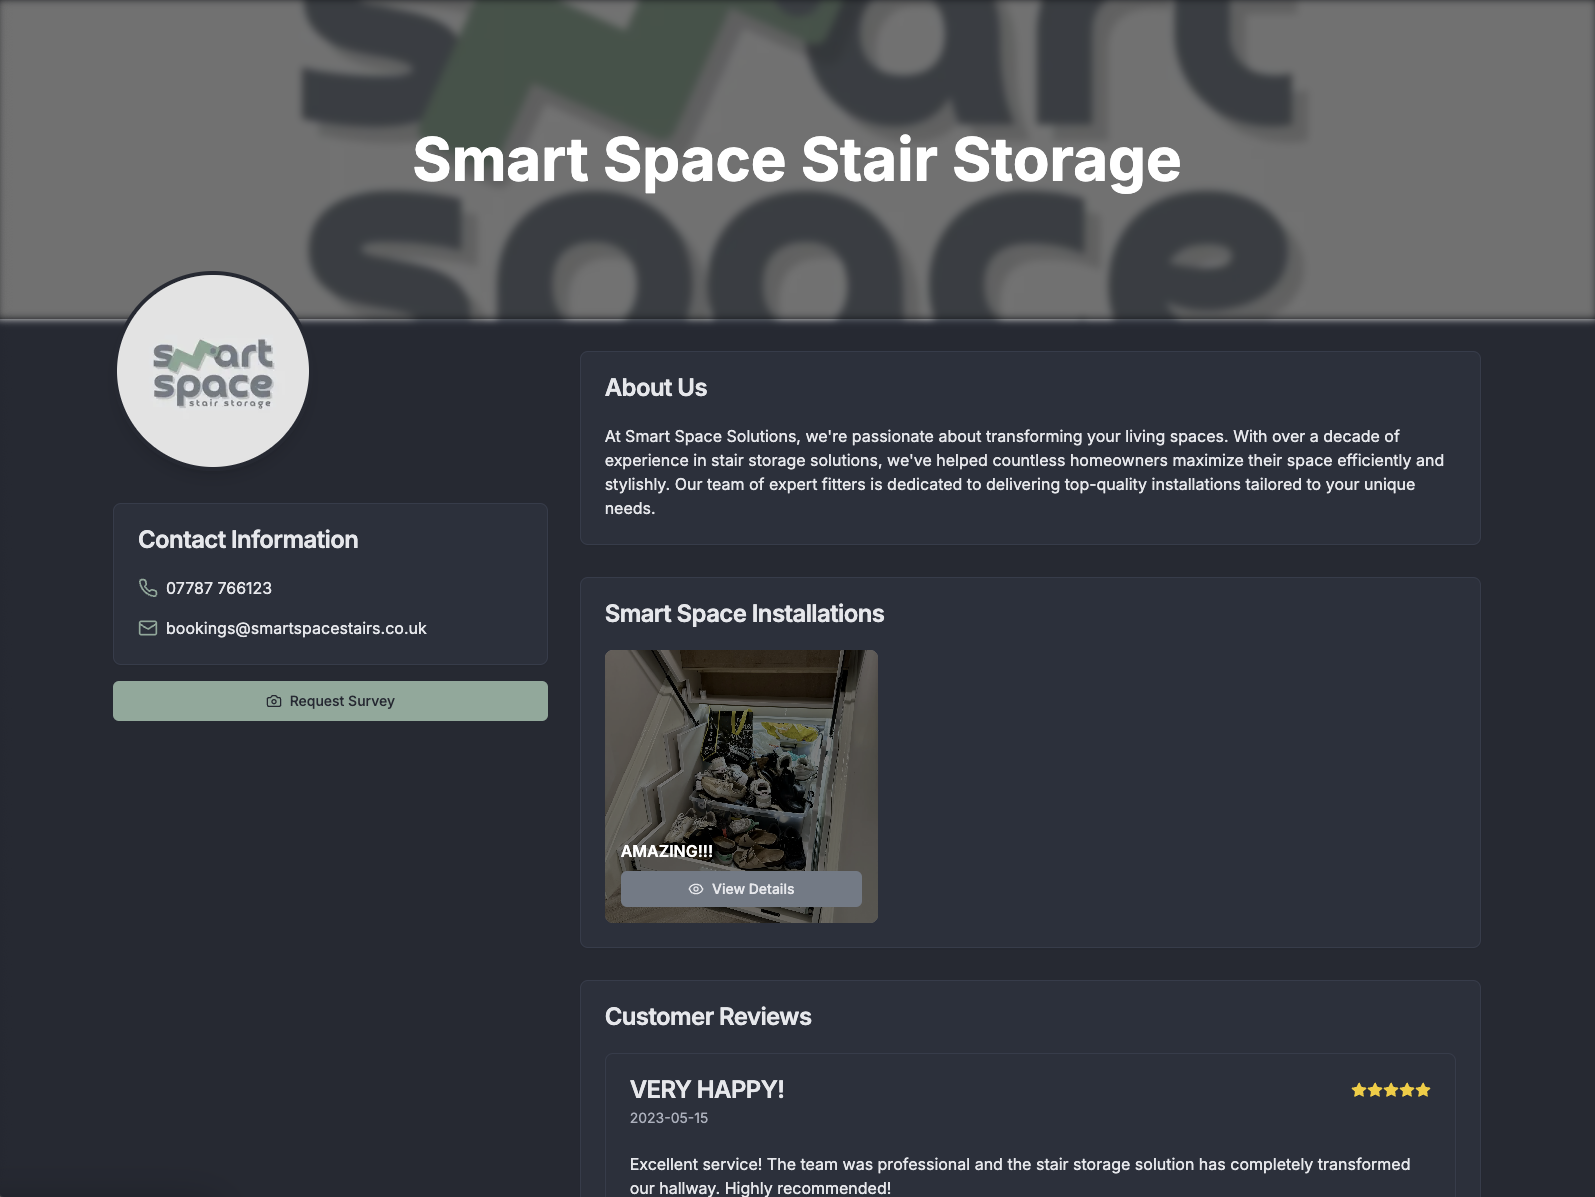 smart
space
Smart Space Stair Storage
smart
space
stair storage
Contact Information
07787 766123
bookings@smartspacestairs.co.uk
Request Survey
About Us
At Smart Space Solutions, we're passionate about transforming your living spaces. With over a decade of
experience in stair storage solutions, we've helped countless homeowners maximize their space efficiently and
stylishly. Our team of expert fitters is dedicated to delivering top-quality installations tailored to your unique
needs.
Smart Space Installations
AMAZING!!!
View Details
Customer Reviews
VERY HAPPY!
2023-05-15
Excellent service! The team was professional and the stair storage solution has completely transformed
our hallway. Highly recommended!